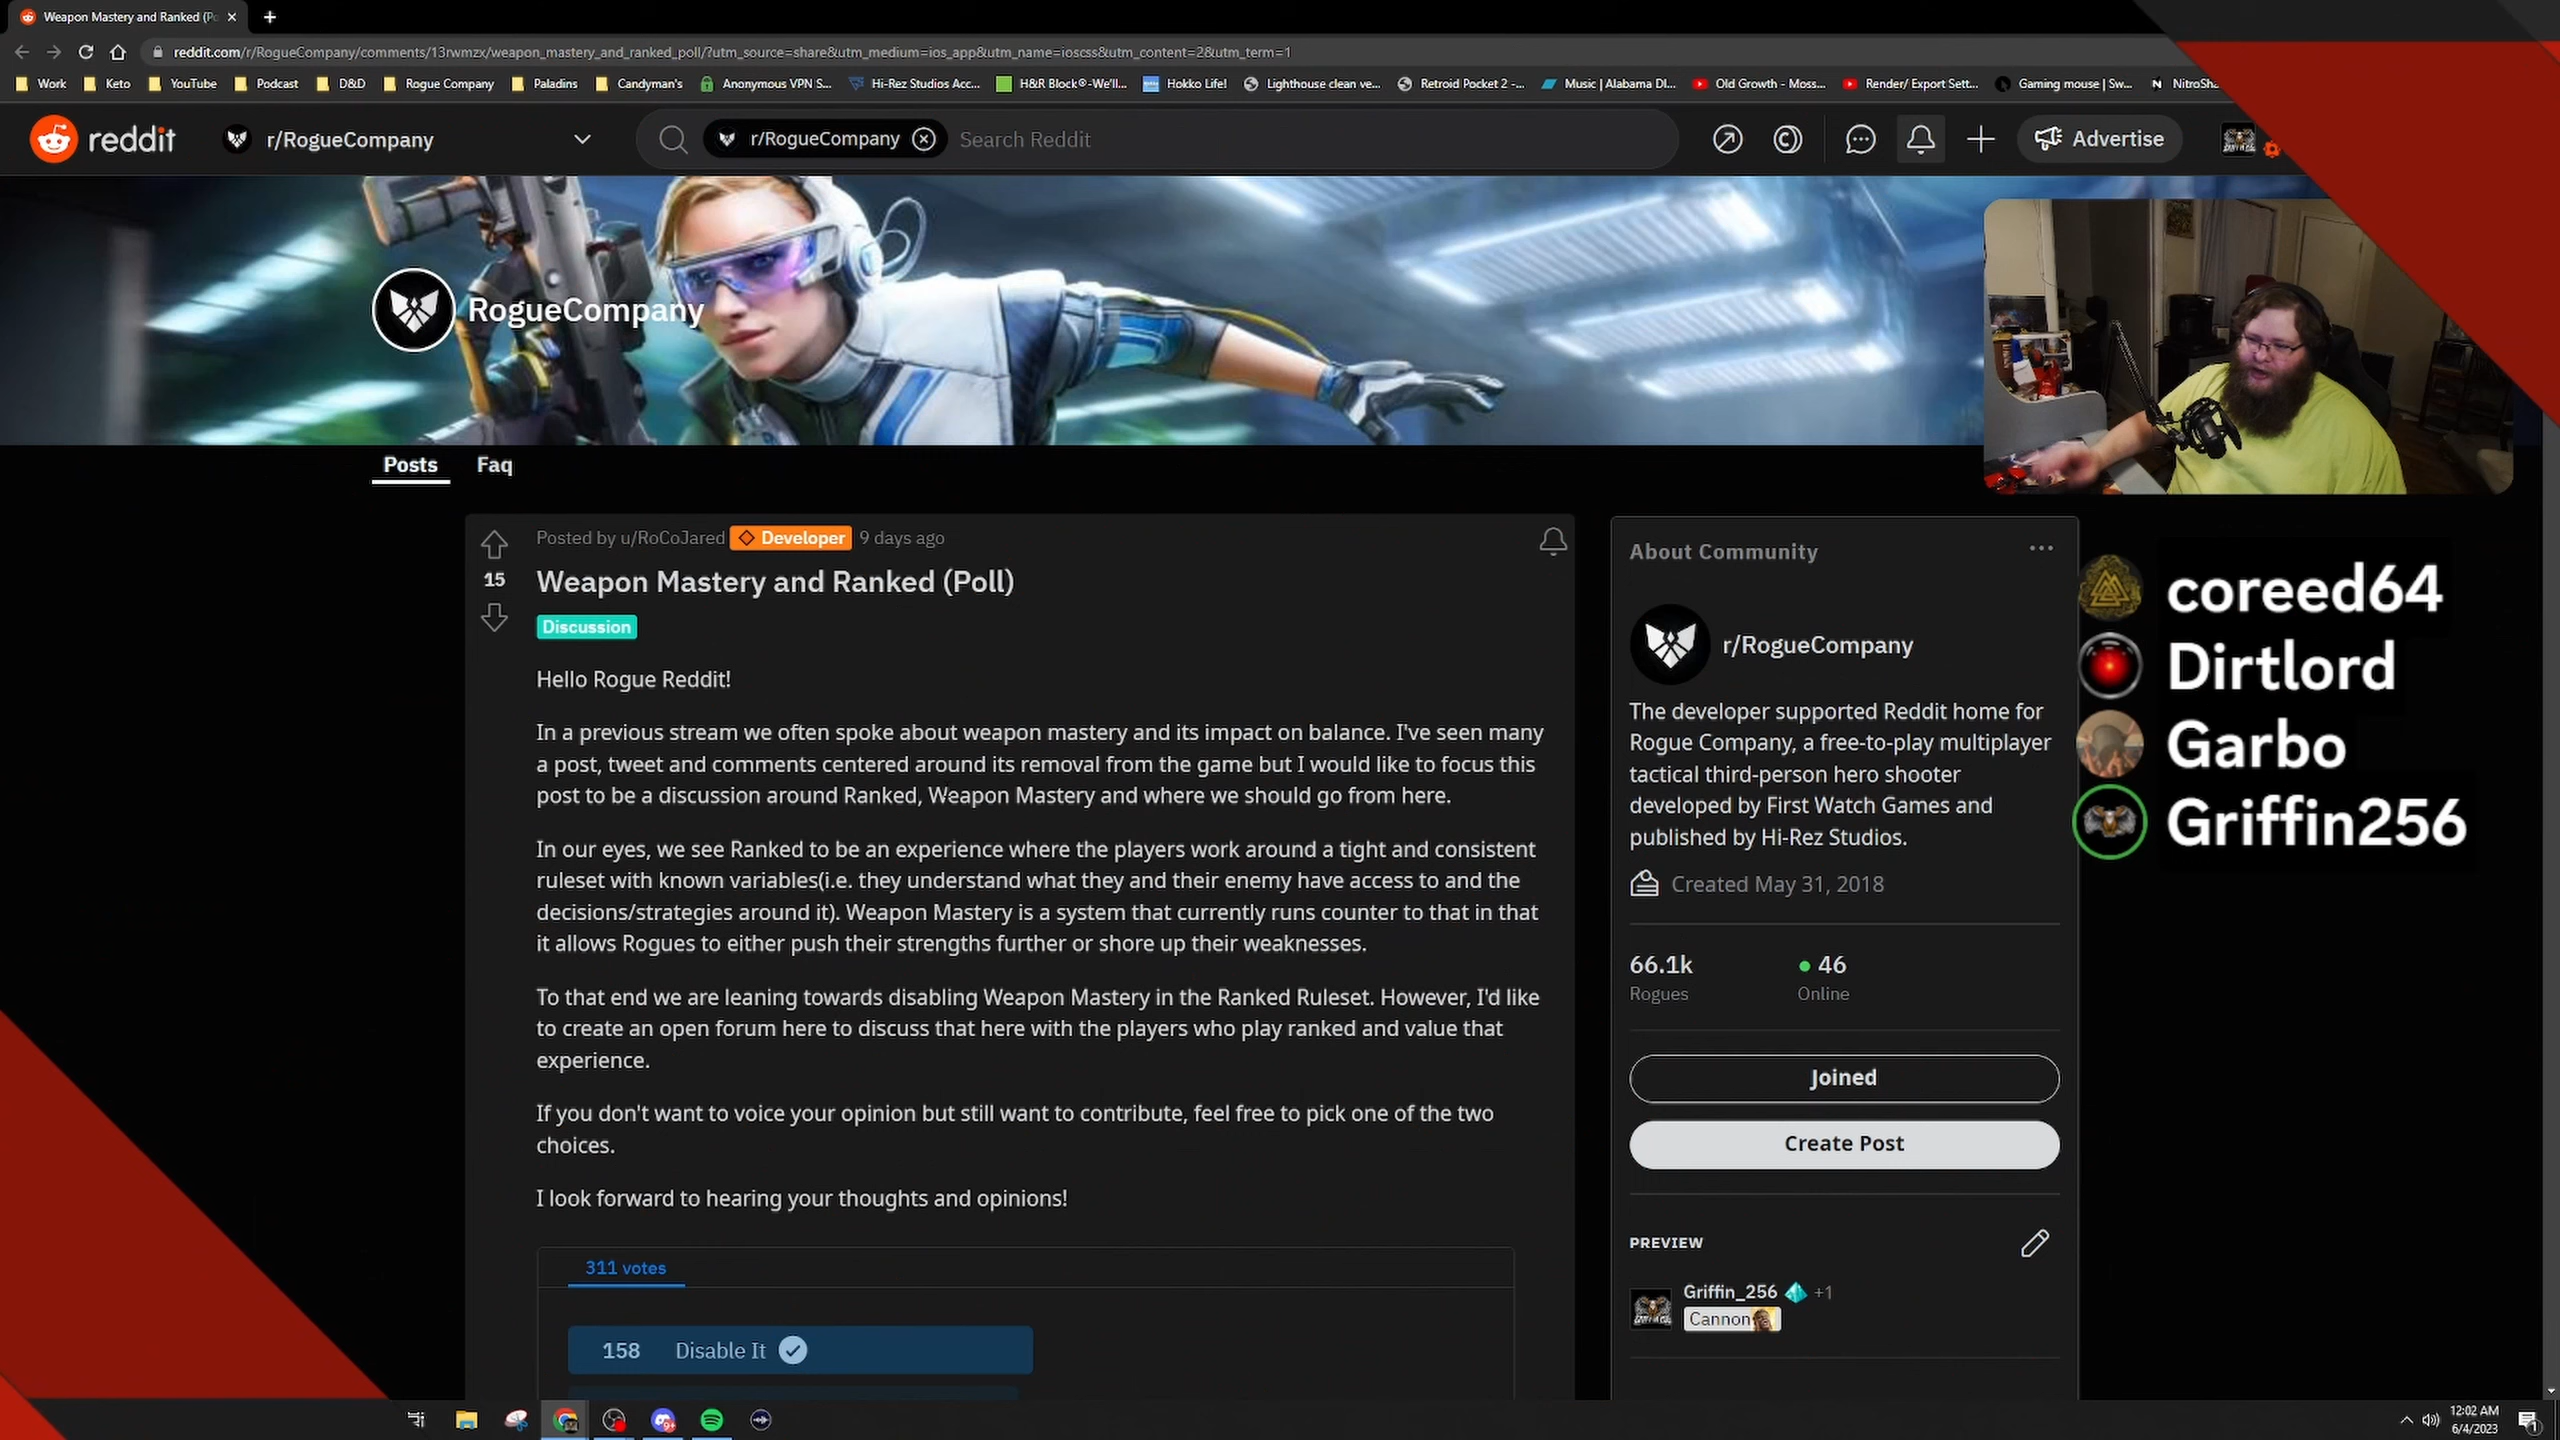 Weapon Mastery and Ranked (Po
reddit.com/r/RogueCompany/comments/13rwmzx/weapon_mastery_and_ranked_poll/?utm_source=share&utm_medium=ios_app&utm_name=ioscss&utm_content=2&utm_term=1
Work Keto YouTube Podcast D&D Rogue Company Paladins Candyman's Anonymous VPN S... Hi-Rez Studios Acc... H&R Block®-We'll... Hokko Life! Lighthouse clean ve... Retroid Pocket 2 -... Music | Alabama DI... Old Growth - Moss... Render/ Export Sett... Gaming mouse | Sw... NitroSha
reddit r/RogueCompany r/RogueCompany Search Reddit Advertise
RogueCompany
Posts Faq
Posted by u/RoCoJared Developer 9 days ago
15
Weapon Mastery and Ranked (Poll)
Discussion
Hello Rogue Reddit!
In a previous stream we often spoke about weapon mastery and its impact on balance. I've seen many
a post, tweet and comments centered around its removal from the game but I would like to focus this
post to be a discussion around Ranked, Weapon Mastery and where we should go from here.
In our eyes, we see Ranked to be an experience where the players work around a tight and consistent
ruleset with known variables(i.e. they understand what they and their enemy have access to and the
decisions/strategies around it). Weapon Mastery is a system that currently runs counter to that in that
it allows Rogues to either push their strengths further or shore up their weaknesses.
To that end we are leaning towards disabling Weapon Mastery in the Ranked Ruleset. However, I'd like
to create an open forum here to discuss that here with the players who play ranked and value that
experience.
If you don't want to voice your opinion but still want to contribute, feel free to pick one of the two
choices.
I look forward to hearing your thoughts and opinions!
311 votes
158 Disable It
About Community
r/RogueCompany
The developer supported Reddit home for
Rogue Company, a free-to-play multiplayer
tactical third-person hero shooter
developed by First Watch Games and
published by Hi-Rez Studios.
Created May 31, 2018
66.1k 46
Rogues Online
Joined
Create Post
PREVIEW
Griffin_256 +1
Cannon
coreed64
Dirtlord
Garbo
Griffin256
12:02 AM
6/4/2023